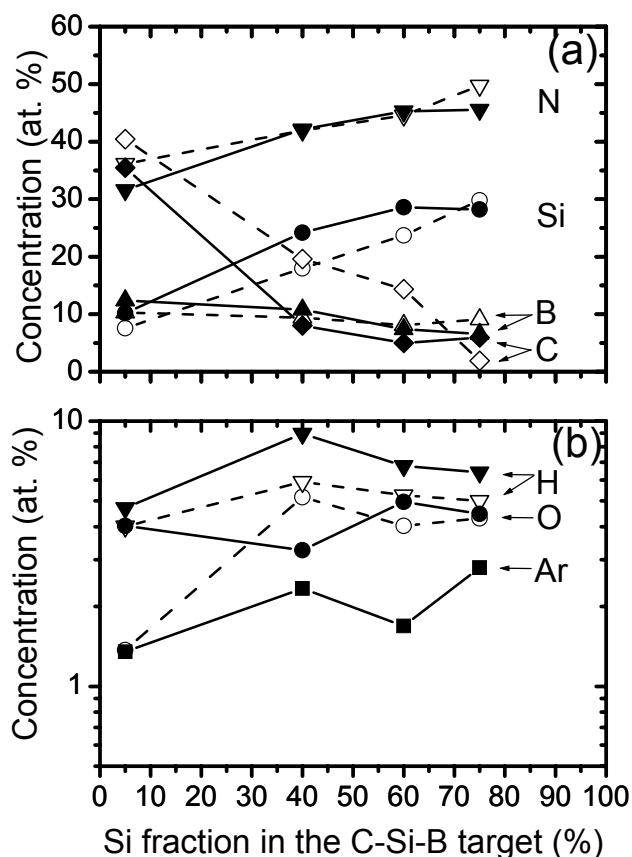 60
(a)
50
N
40
30
Si
20
10
B
C
0
Concentration (at. %)
10
(b)
H
O
Ar
1
Concentration (at. %)
0 10 20 30 40 50 60 70 80 90 100
Si fraction in the C-Si-B target (%)